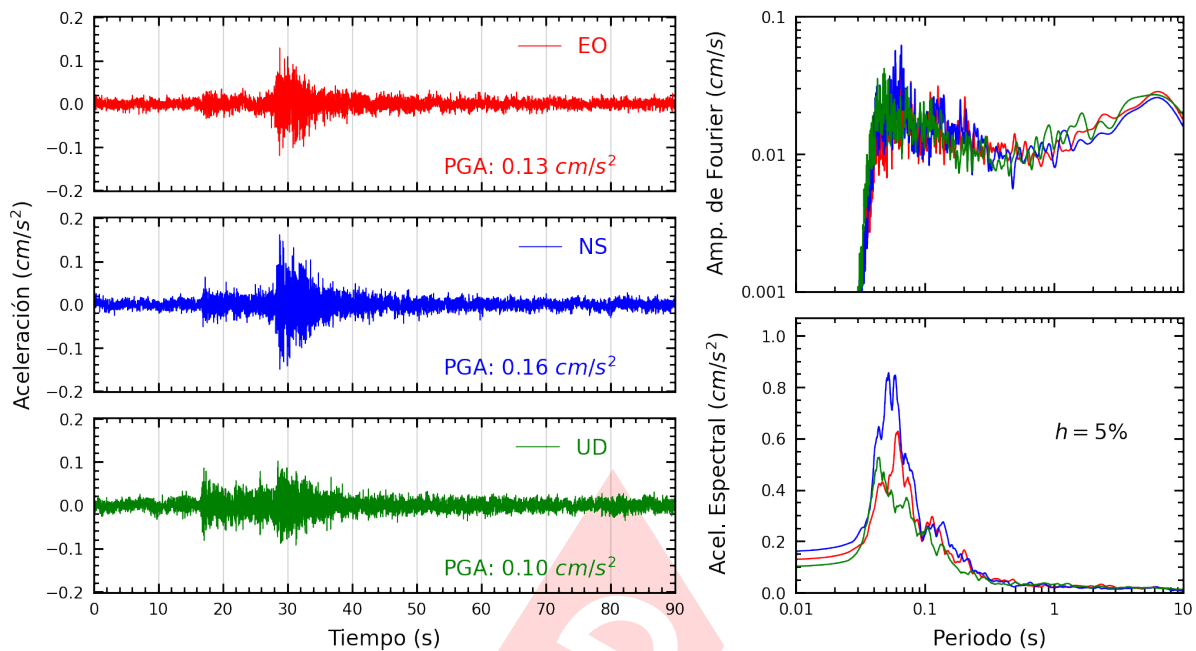 Aceleración (cm/s²)
0.2
0.1
0.0
−0.1
−0.2
EO
PGA: 0.13 cm/s²
0.2
0.1
0.0
−0.1
−0.2
NS
PGA: 0.16 cm/s²
0.2
0.1
0.0
−0.1
−0.2
UD
PGA: 0.10 cm/s²
0 10 20 30 40 50 60 70 80 90
Tiempo (s)
Amp. de Fourier (cm/s)
0.1
0.01
0.001
Acel. Espectral (cm/s²)
1.0
0.8
0.6
0.4
0.2
0.0
h = 5%
0.01 0.1 1 10
Periodo (s)